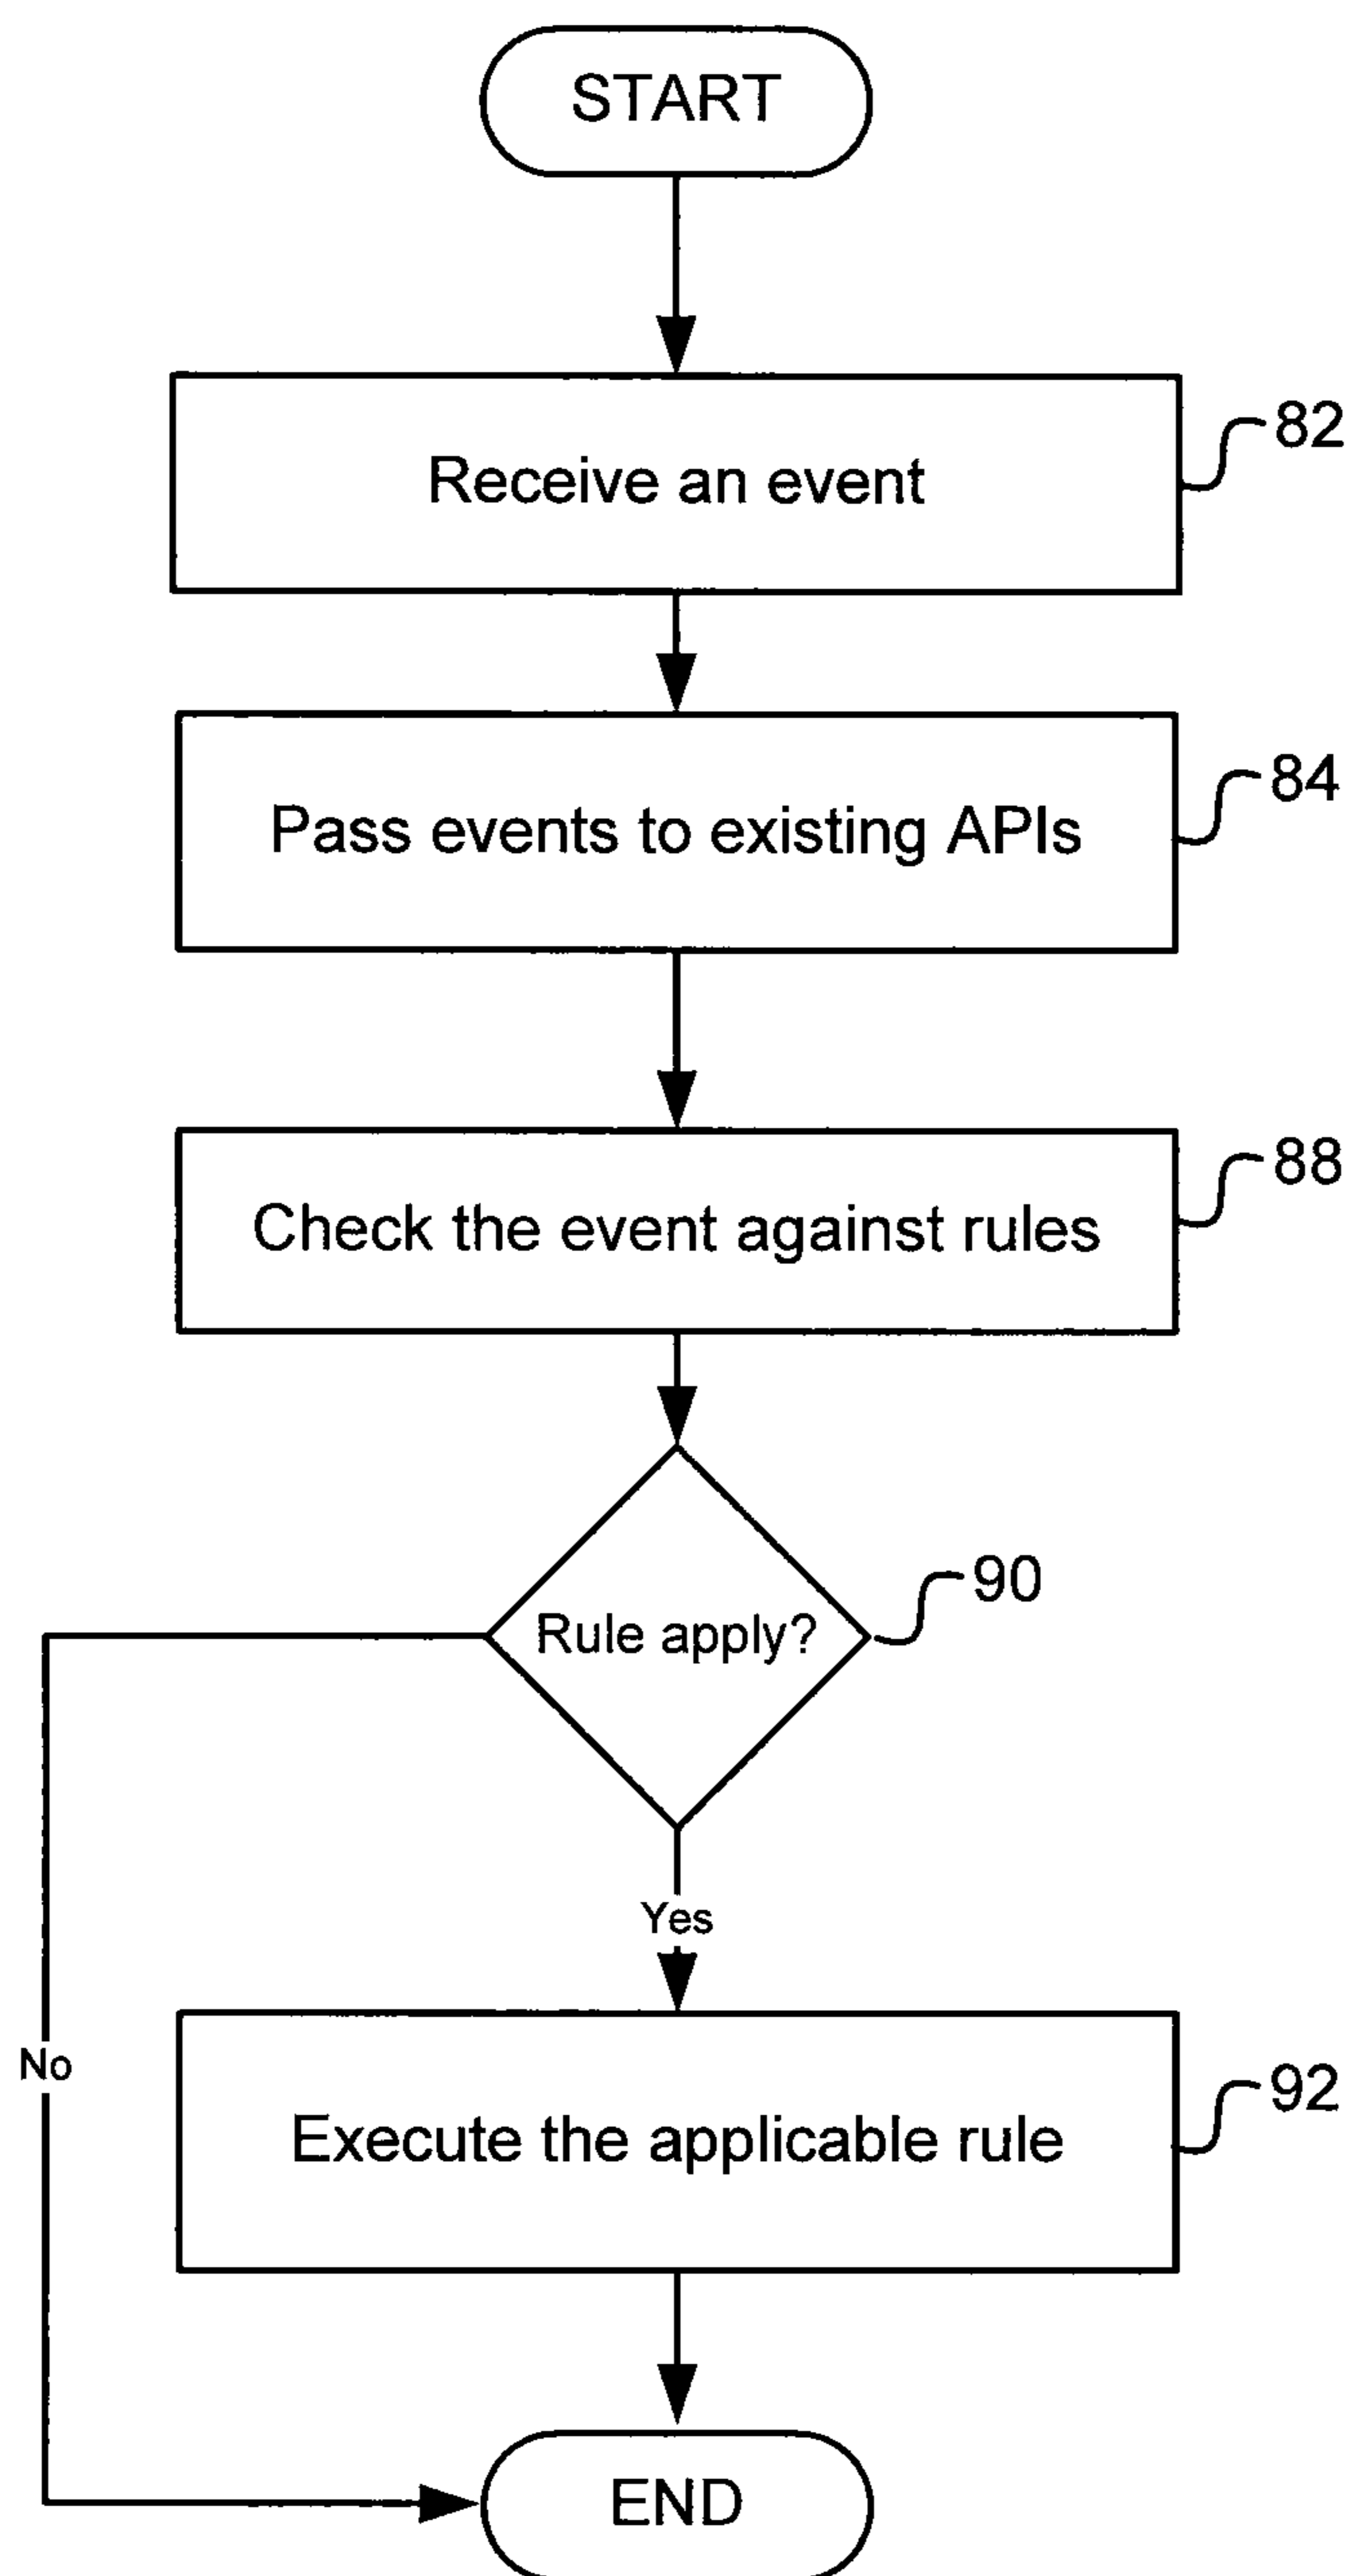 START
Receive an event
82
Pass events to existing APIs
84
Check the event against rules
88
Rule apply?
90
Yes
No
Execute the applicable rule
92
END